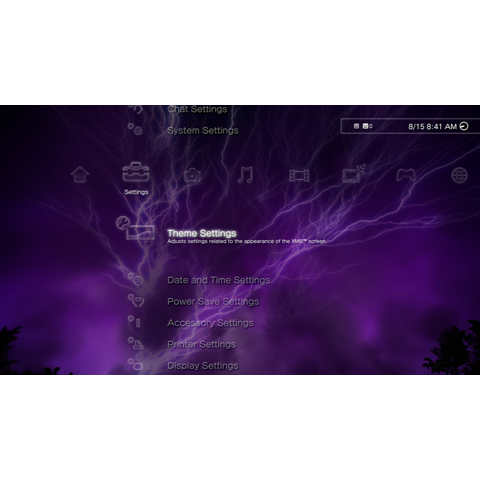 Chat Settings
System Settings
0
8/15 8:41 AM
Settings
Theme Settings
Adjusts settings related to the appearance of the XMB™ screen.
Date and Time Settings
Power Save Settings
Accessory Settings
Printer Settings
Display Settings